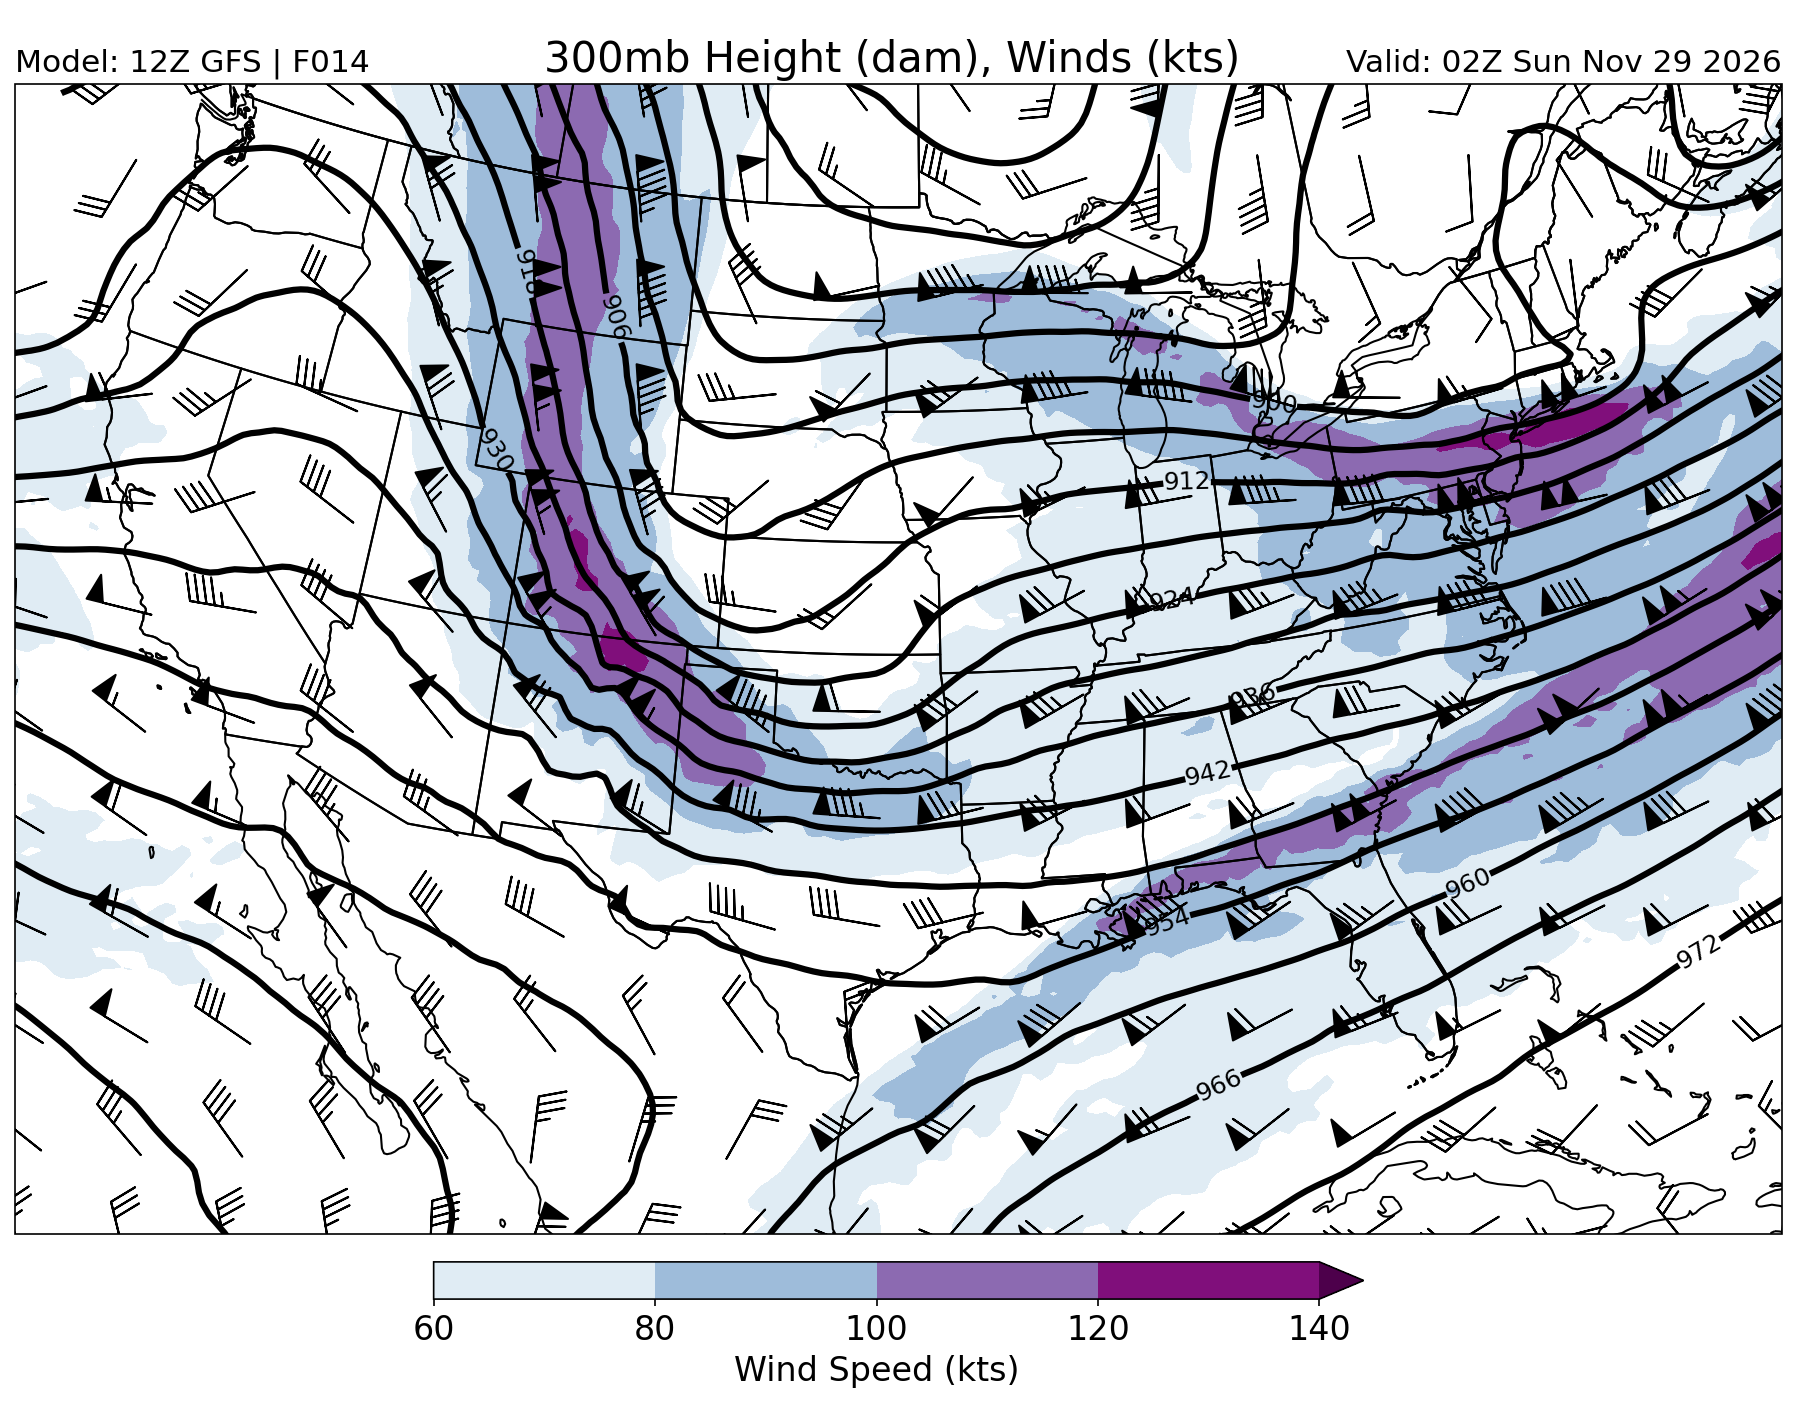 Model: 12Z GFS | F014
300mb Height (dam), Winds (kts)
Valid: 02Z Sun Nov 29 2026
918
906
930
900
912
924
936
942
954
960
966
972
60 80 100 120 140
Wind Speed (kts)